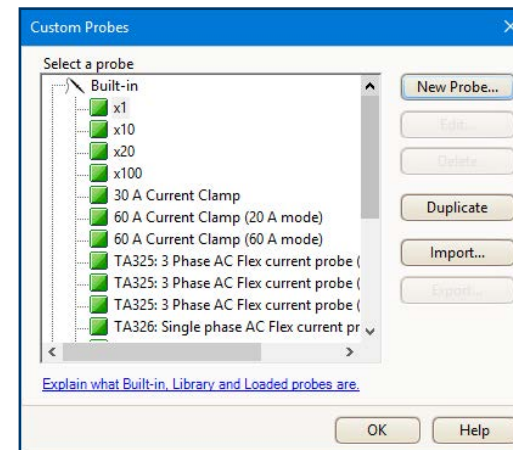 Custom Probes
Select a probe
Built-in
x1
x10
x20
x100
30 A Current Clamp
60 A Current Clamp (20 A mode)
60 A Current Clamp (60 A mode)
TA325: 3 Phase AC Flex current probe (
TA325: 3 Phase AC Flex current probe (
TA325: 3 Phase AC Flex current probe (
TA326: Single phase AC Flex current pr
New Probe...
Edit...
Delete
Duplicate
Import...
Export...
Explain what Built-in, Library and Loaded probes are.
OK
Help